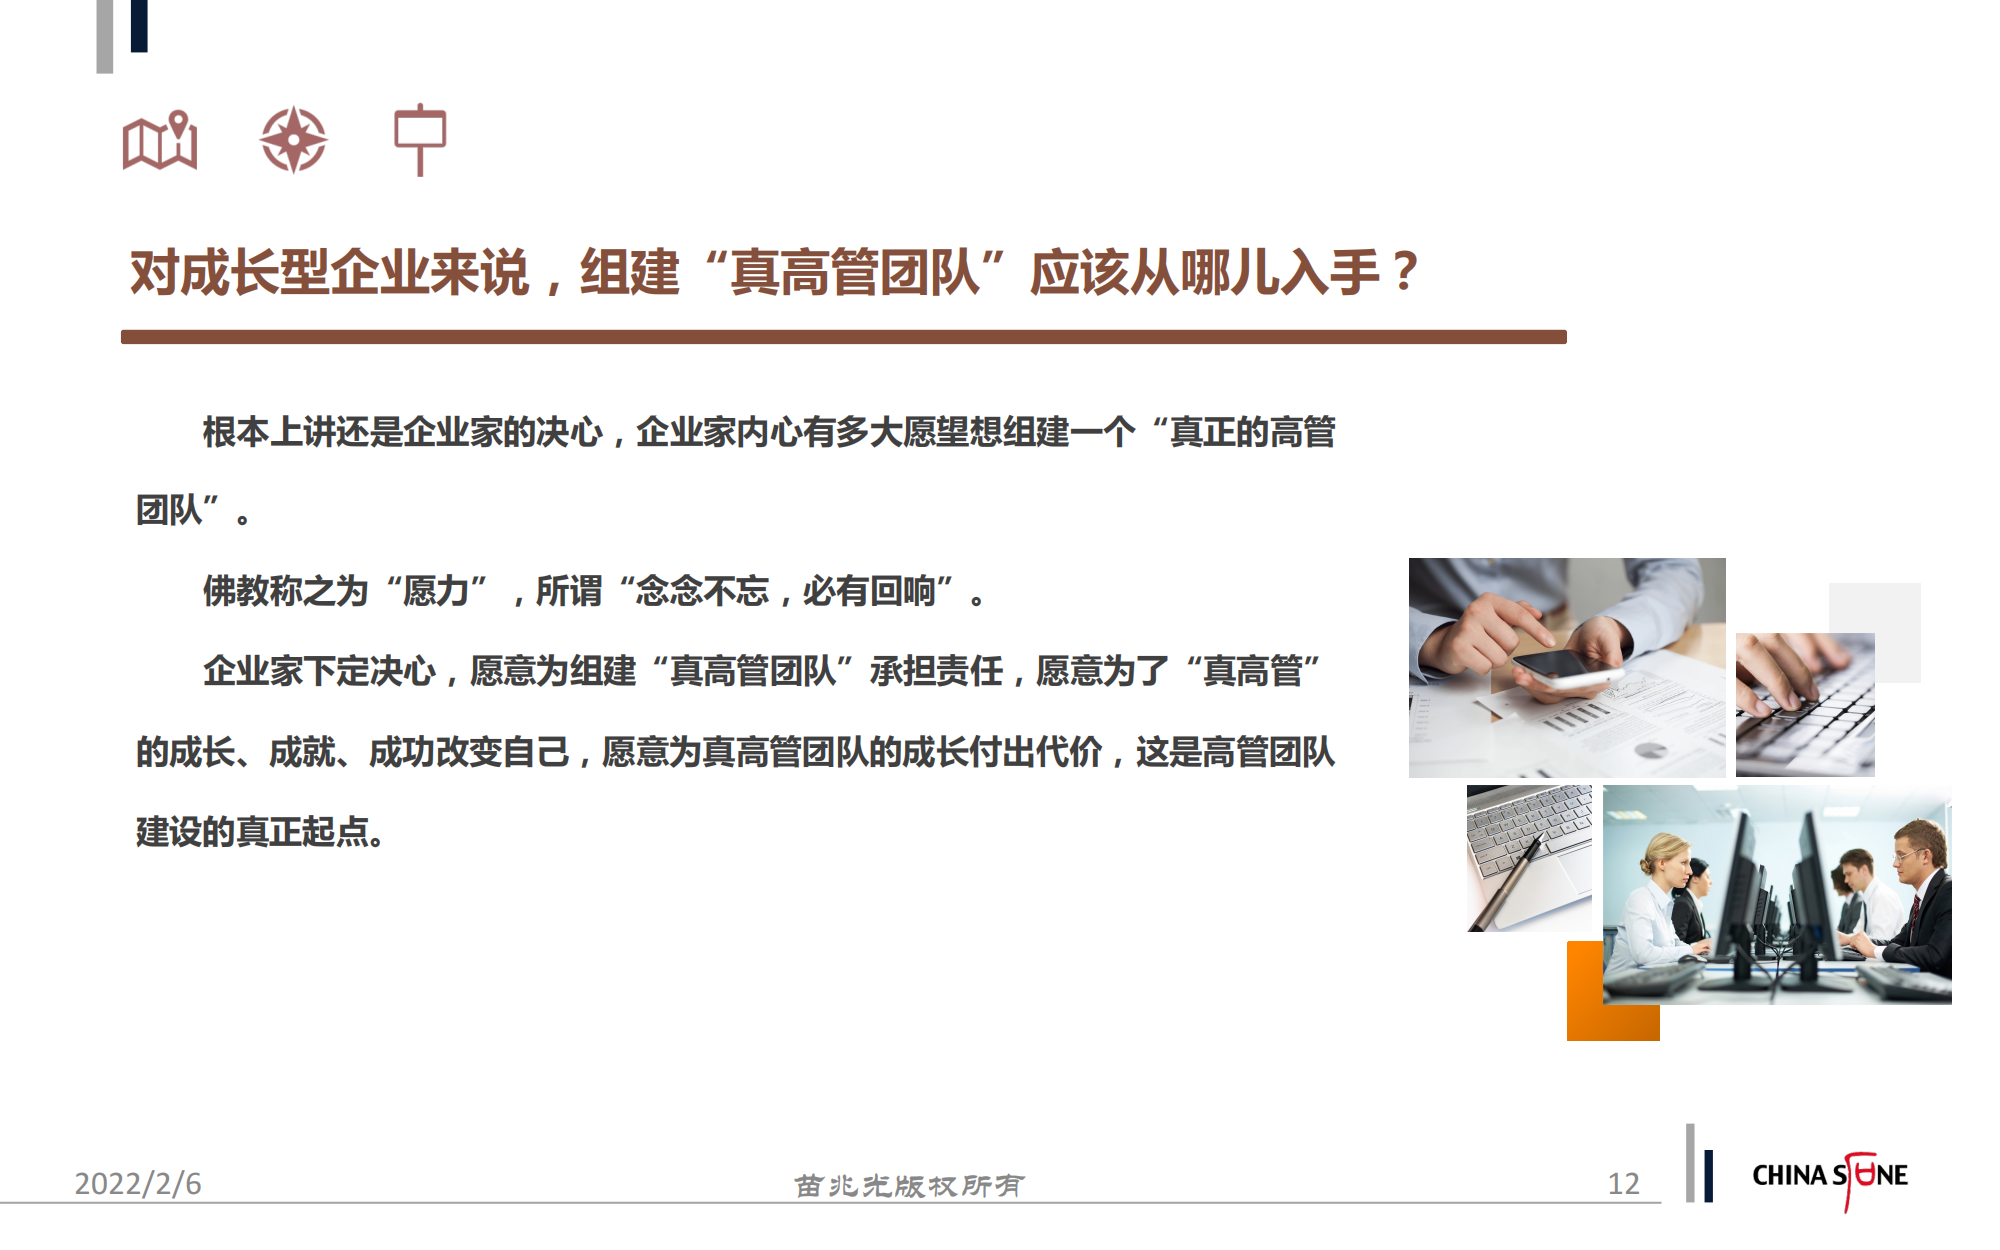 对成长型企业来说，组建“真高管团队”应该从哪儿入手？
根本上讲还是企业家的决心，企业家内心有多大愿望想组建一个“真正的高管
团队”。
佛教称之为“愿力”，所谓“念念不忘，必有回响”。
企业家下定决心，愿意为组建“真高管团队”承担责任，愿意为了“真高管”
的成长、成就、成功改变自己，愿意为真高管团队的成长付出代价，这是高管团队
建设的真正起点。
2022/2/6
苗兆光版权所有
12
CHINA STONE